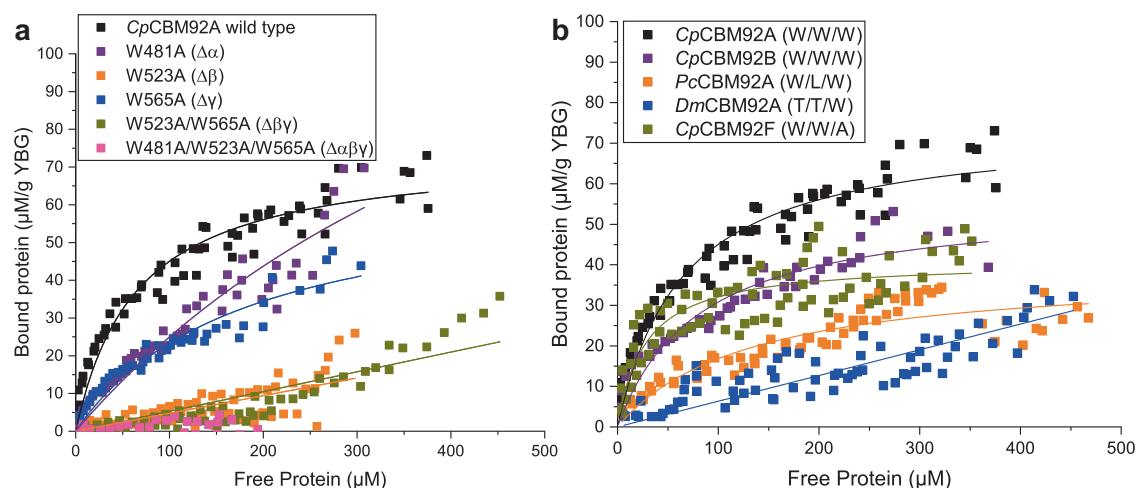 a
CpCBM92A wild type
W481A (Δα)
W523A (Δβ)
W565A (Δγ)
W523A/W565A (Δβγ)
W481A/W523A/W565A (Δαβγ)
100
90
80
70
60
50
40
30
20
10
0
Bound protein (µM/g YBG)
0 100 200 300 400 500
Free Protein (µM)
b
CpCBM92A (W/W/W)
CpCBM92B (W/W/W)
PcCBM92A (W/L/W)
DmCBM92A (T/T/W)
CpCBM92F (W/W/A)
100
90
80
70
60
50
40
30
20
10
0
Bound protein (µM/g YBG)
0 100 200 300 400 500
Free Protein (µM)